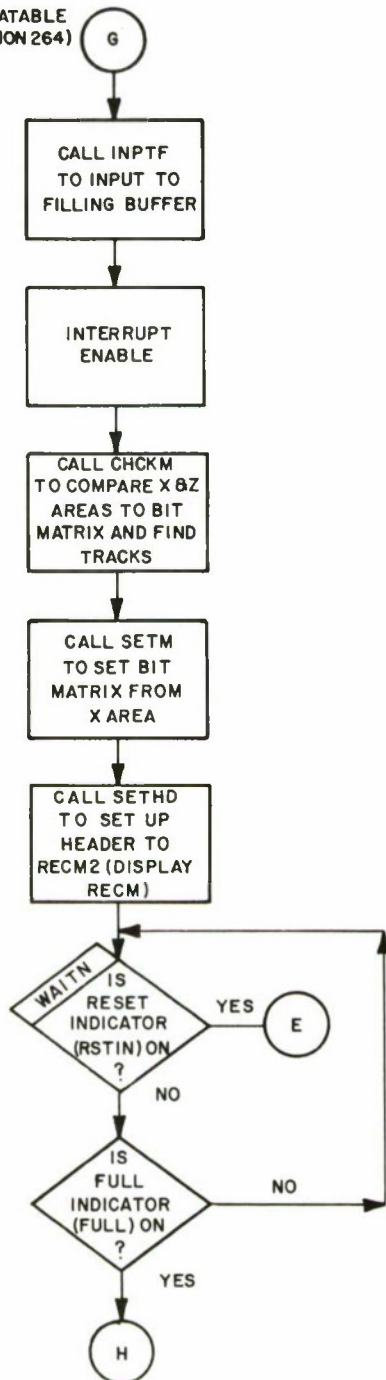 ATABLE
ION 264)
G
CALL INPTF
TO INPUT TO
FILLING BUFFER
INTERRUPT
ENABLE
CALL CHCKM
TO COMPARE X &Z
AREAS TO BIT
MATRIX AND FIND
TRACKS
CALL SETM
TO SET BIT
MATRIX FROM
X AREA
CALL SETHD
TO SET UP
HEADER TO
RECM2 (DISPLAY
RECM)
WAITN
IS
RESET
INDICATOR
(RSTIN) ON
?
YES
E
NO
IS
FULL
INDICATOR
(FULL) ON
?
NO
YES
H